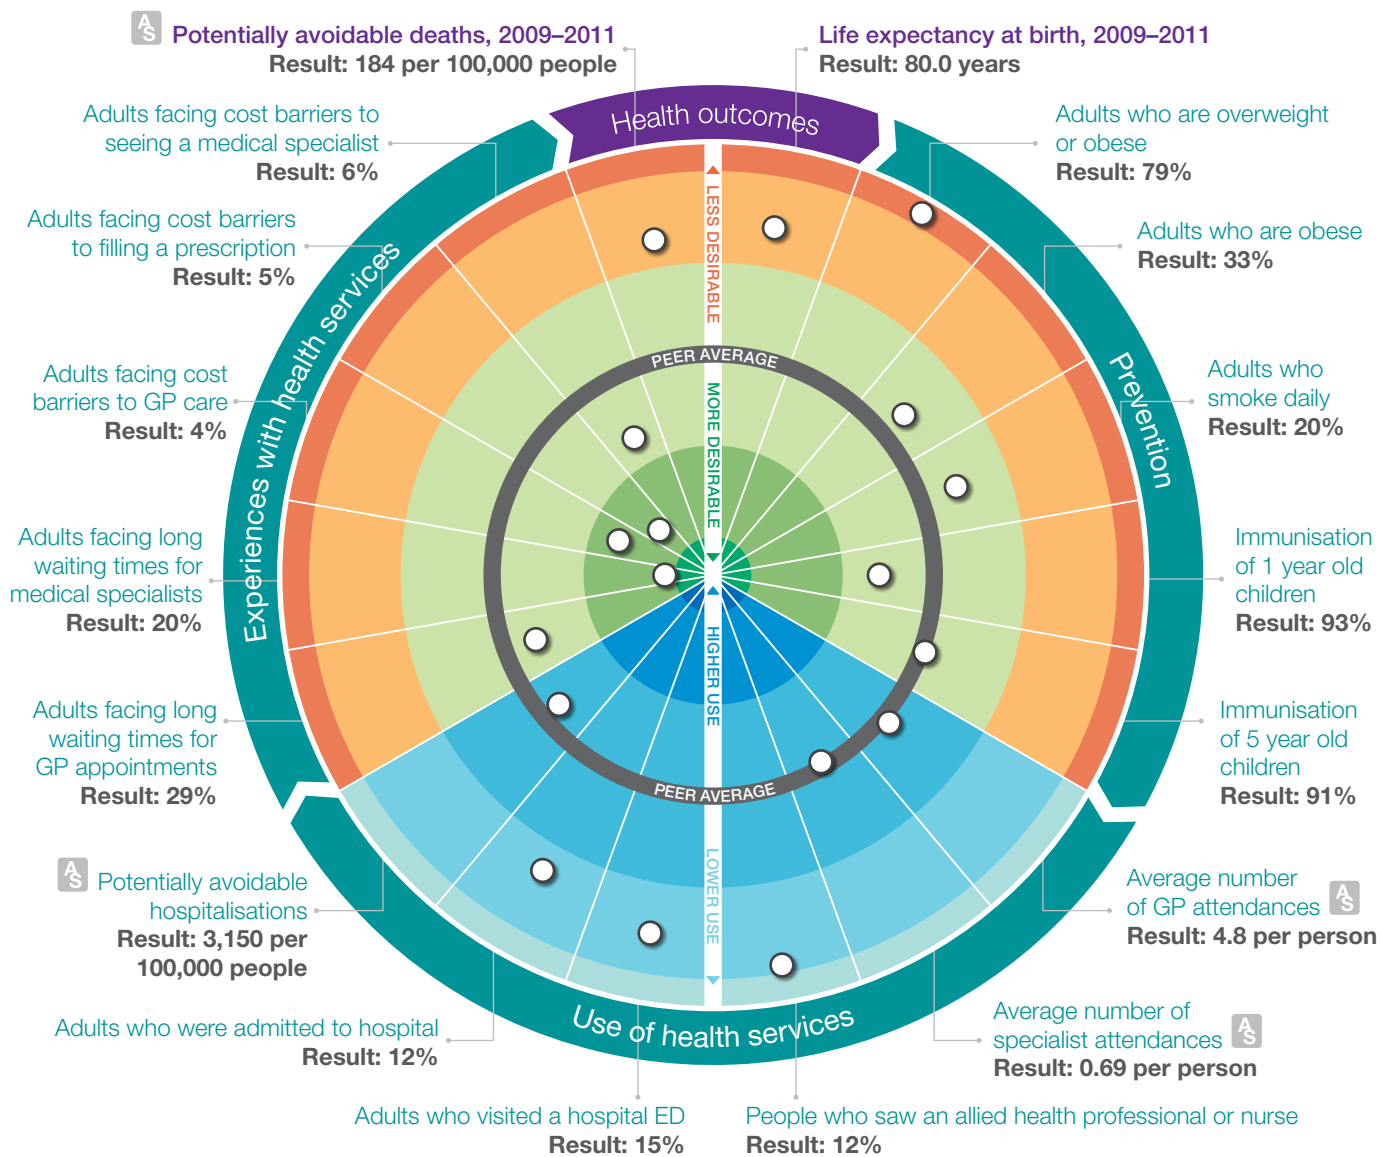 AS
Potentially avoidable deaths, 2009–2011
Result: 184 per 100,000 people
Life expectancy at birth, 2009–2011
Result: 80.0 years
Adults facing cost barriers to
seeing a medical specialist
Result: 6%
Health outcomes
Adults who are overweight
or obese
Result: 79%
Adults facing cost barriers
to filling a prescription
Result: 5%
Adults who are obese
Result: 33%
LESS DESIRABLE
PEER AVERAGE
MORE DESIRABLE
Adults facing cost
barriers to GP care
Result: 4%
Experiences with health services
Prevention
Adults who
smoke daily
Result: 20%
Adults facing long
waiting times for
medical specialists
Result: 20%
Immunisation
of 1 year old
children
Result: 93%
HIGHER USE
PEER AVERAGE
LOWER USE
Adults facing long
waiting times for
GP appointments
Result: 29%
Immunisation
of 5 year old
children
Result: 91%
AS
Potentially avoidable
hospitalisations
Result: 3,150 per
100,000 people
Average number
of GP attendances AS
Result: 4.8 per person
Use of health services
Adults who were admitted to hospital
Result: 12%
Average number of
specialist attendances AS
Result: 0.69 per person
Adults who visited a hospital ED
Result: 15%
People who saw an allied health professional or nurse
Result: 12%